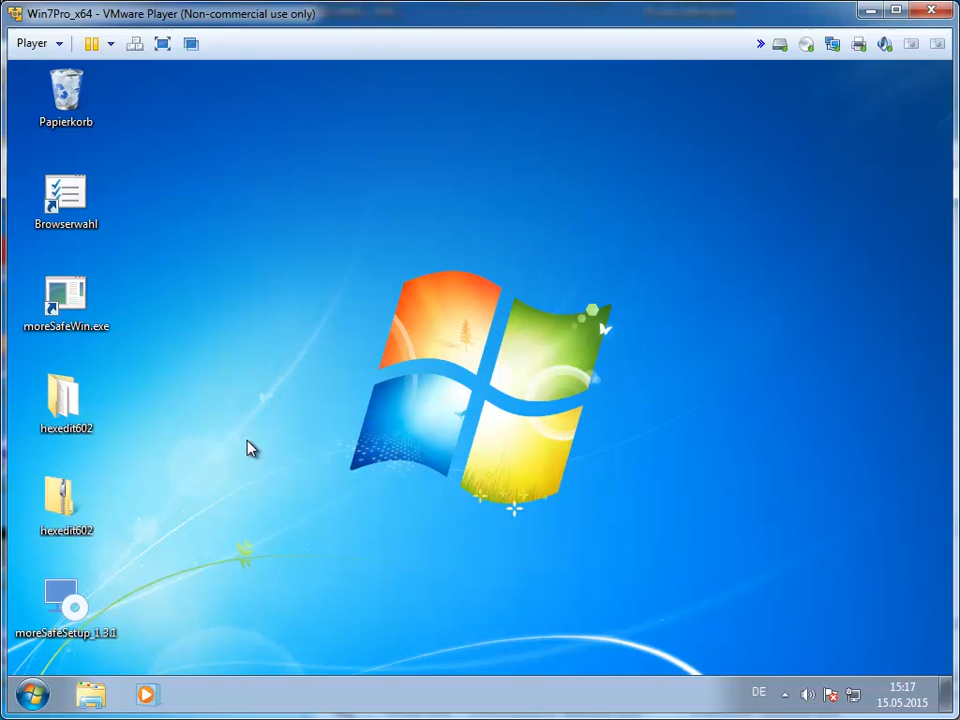 Win7Pro_x64 - VMware Player (Non-commercial use only)
Player
Papierkorb
Browserwahl
moreSafeWin.exe
hexedit602
hexedit602
moreSafeSetup_1.3.1
DE
15:17
15.05.2015